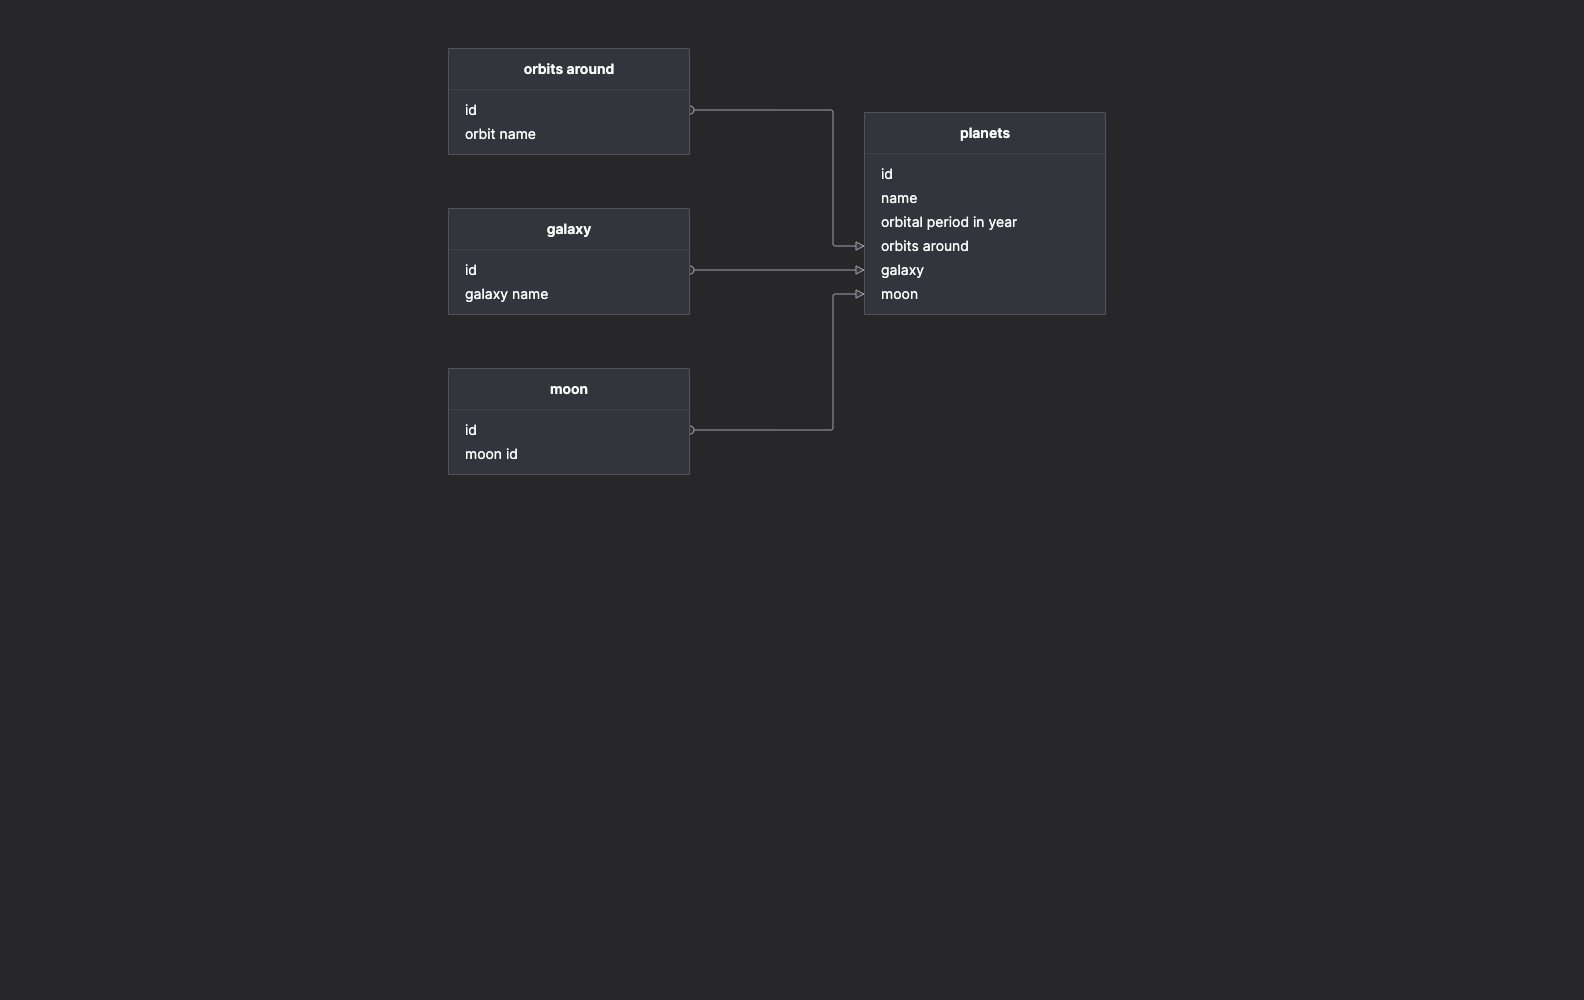 orbits around
id
orbit name
galaxy
id
galaxy name
moon
id
moon id
planets
id
name
orbital period in year
orbits around
galaxy
moon